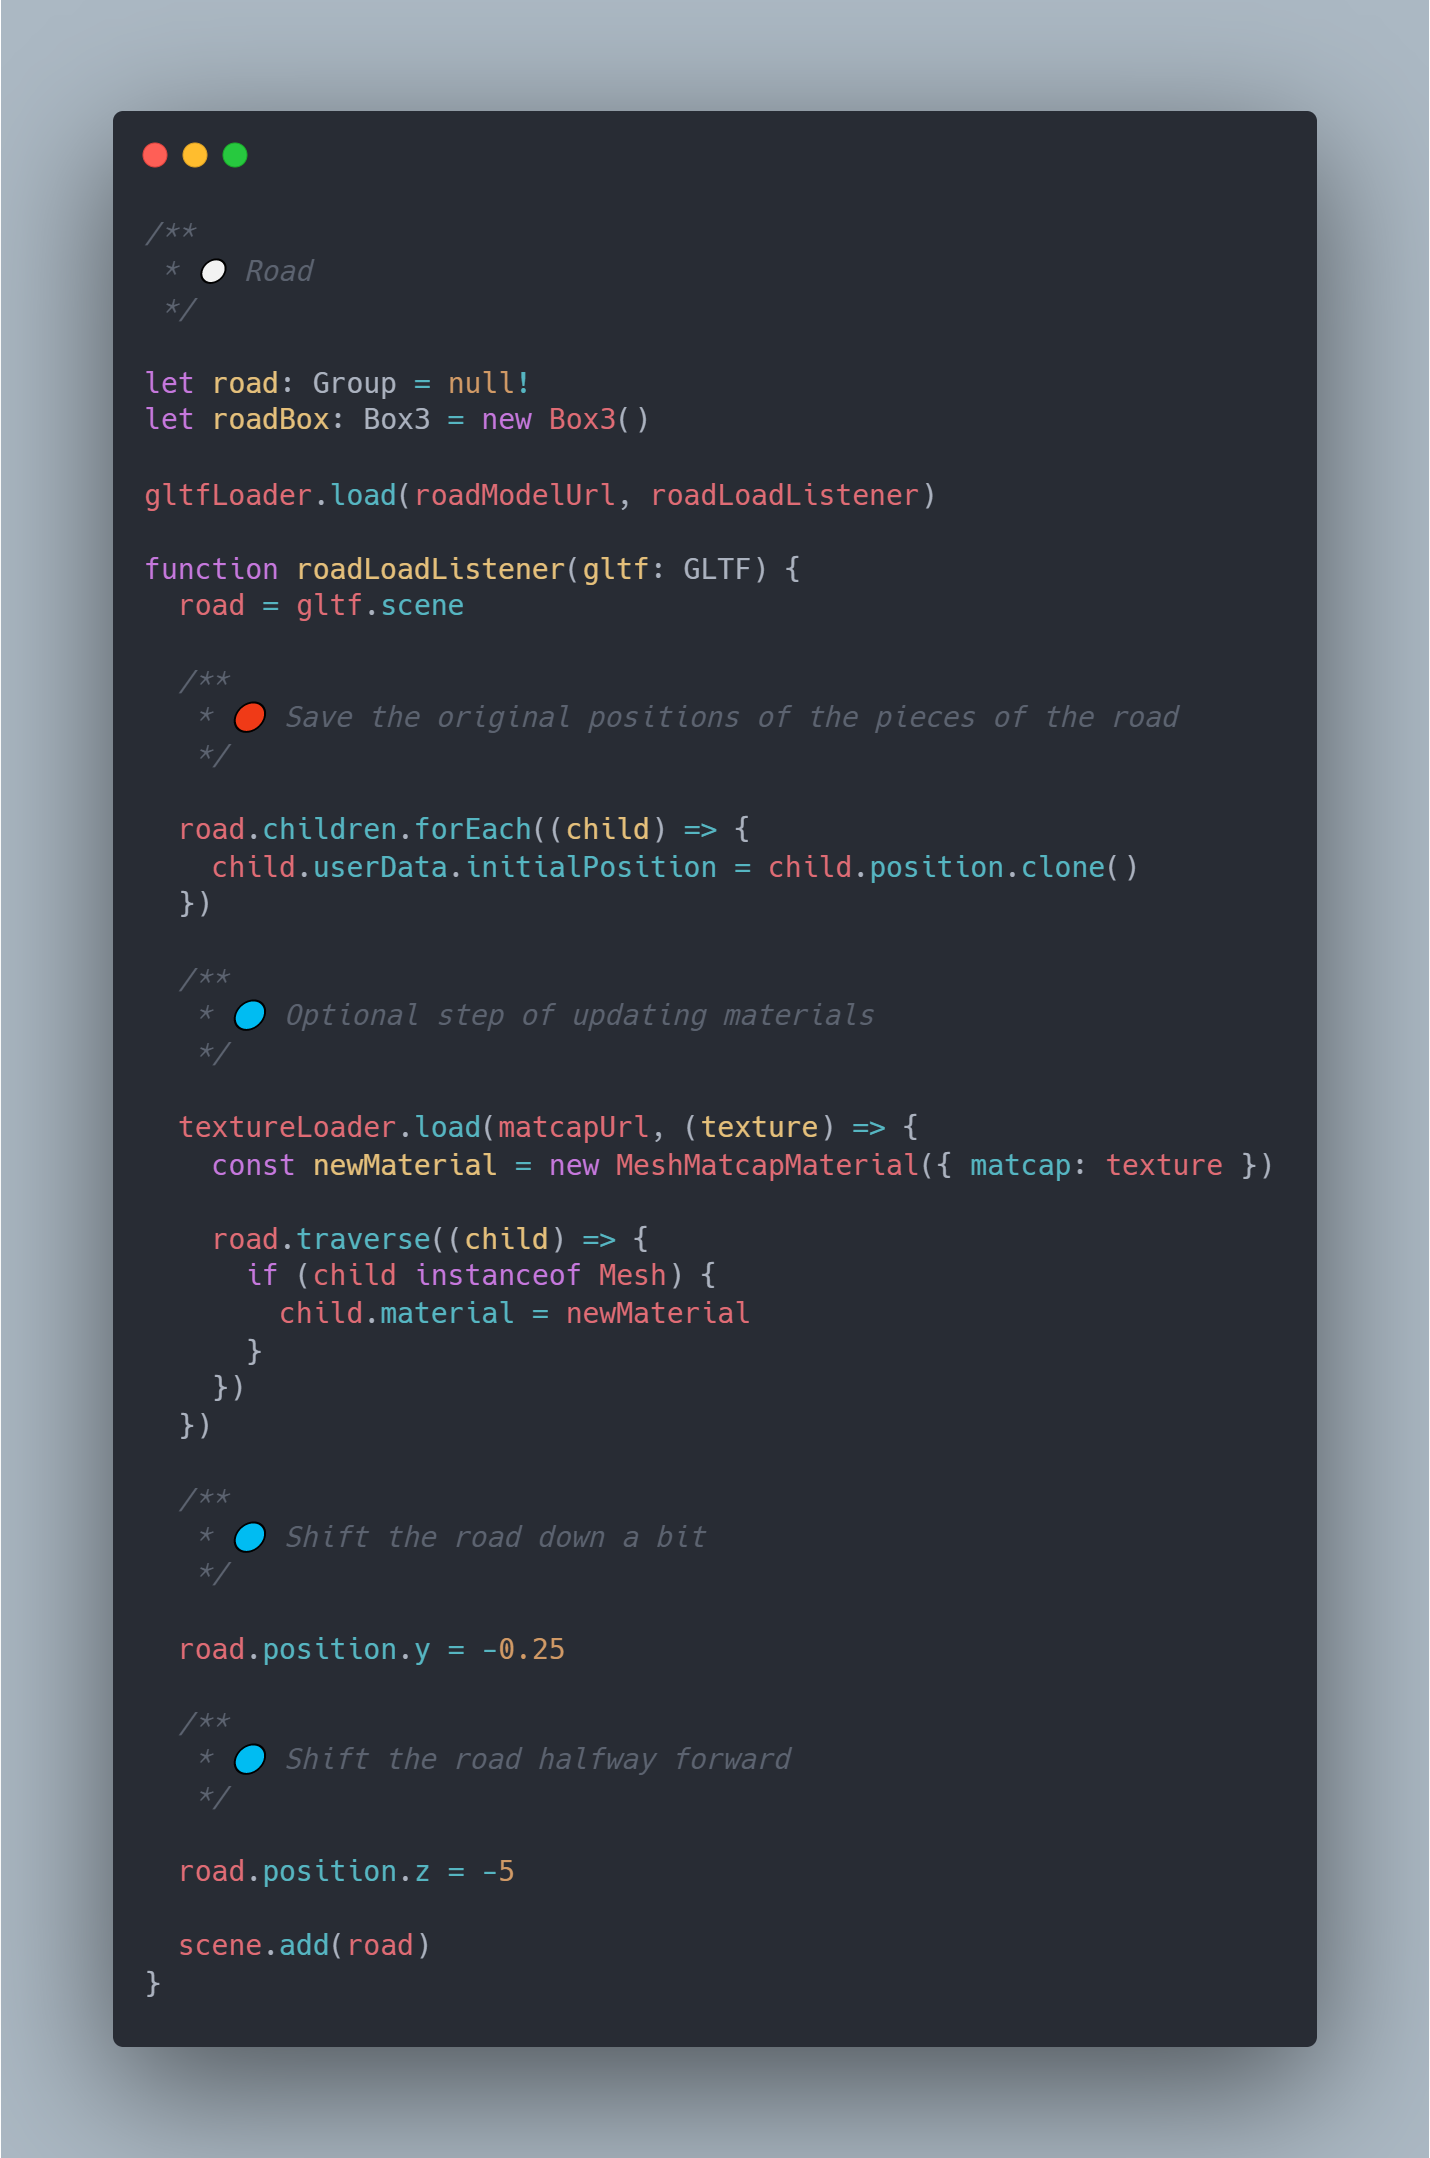 /**
 * ⚪ Road
 */

let road: Group = null!
let roadBox: Box3 = new Box3()

gltfLoader.load(roadModelUrl, roadLoadListener)

function roadLoadListener(gltf: GLTF) {
  road = gltf.scene

  /**
   * 🔴 Save the original positions of the pieces of the road
   */

  road.children.forEach((child) => {
    child.userData.initialPosition = child.position.clone()
  })

  /**
   * 🔵 Optional step of updating materials
   */

  textureLoader.load(matcapUrl, (texture) => {
    const newMaterial = new MeshMatcapMaterial({ matcap: texture })

    road.traverse((child) => {
      if (child instanceof Mesh) {
        child.material = newMaterial
      }
    })
  })

  /**
   * 🔵 Shift the road down a bit
   */

  road.position.y = -0.25

  /**
   * 🔵 Shift the road halfway forward
   */

  road.position.z = -5

  scene.add(road)
}